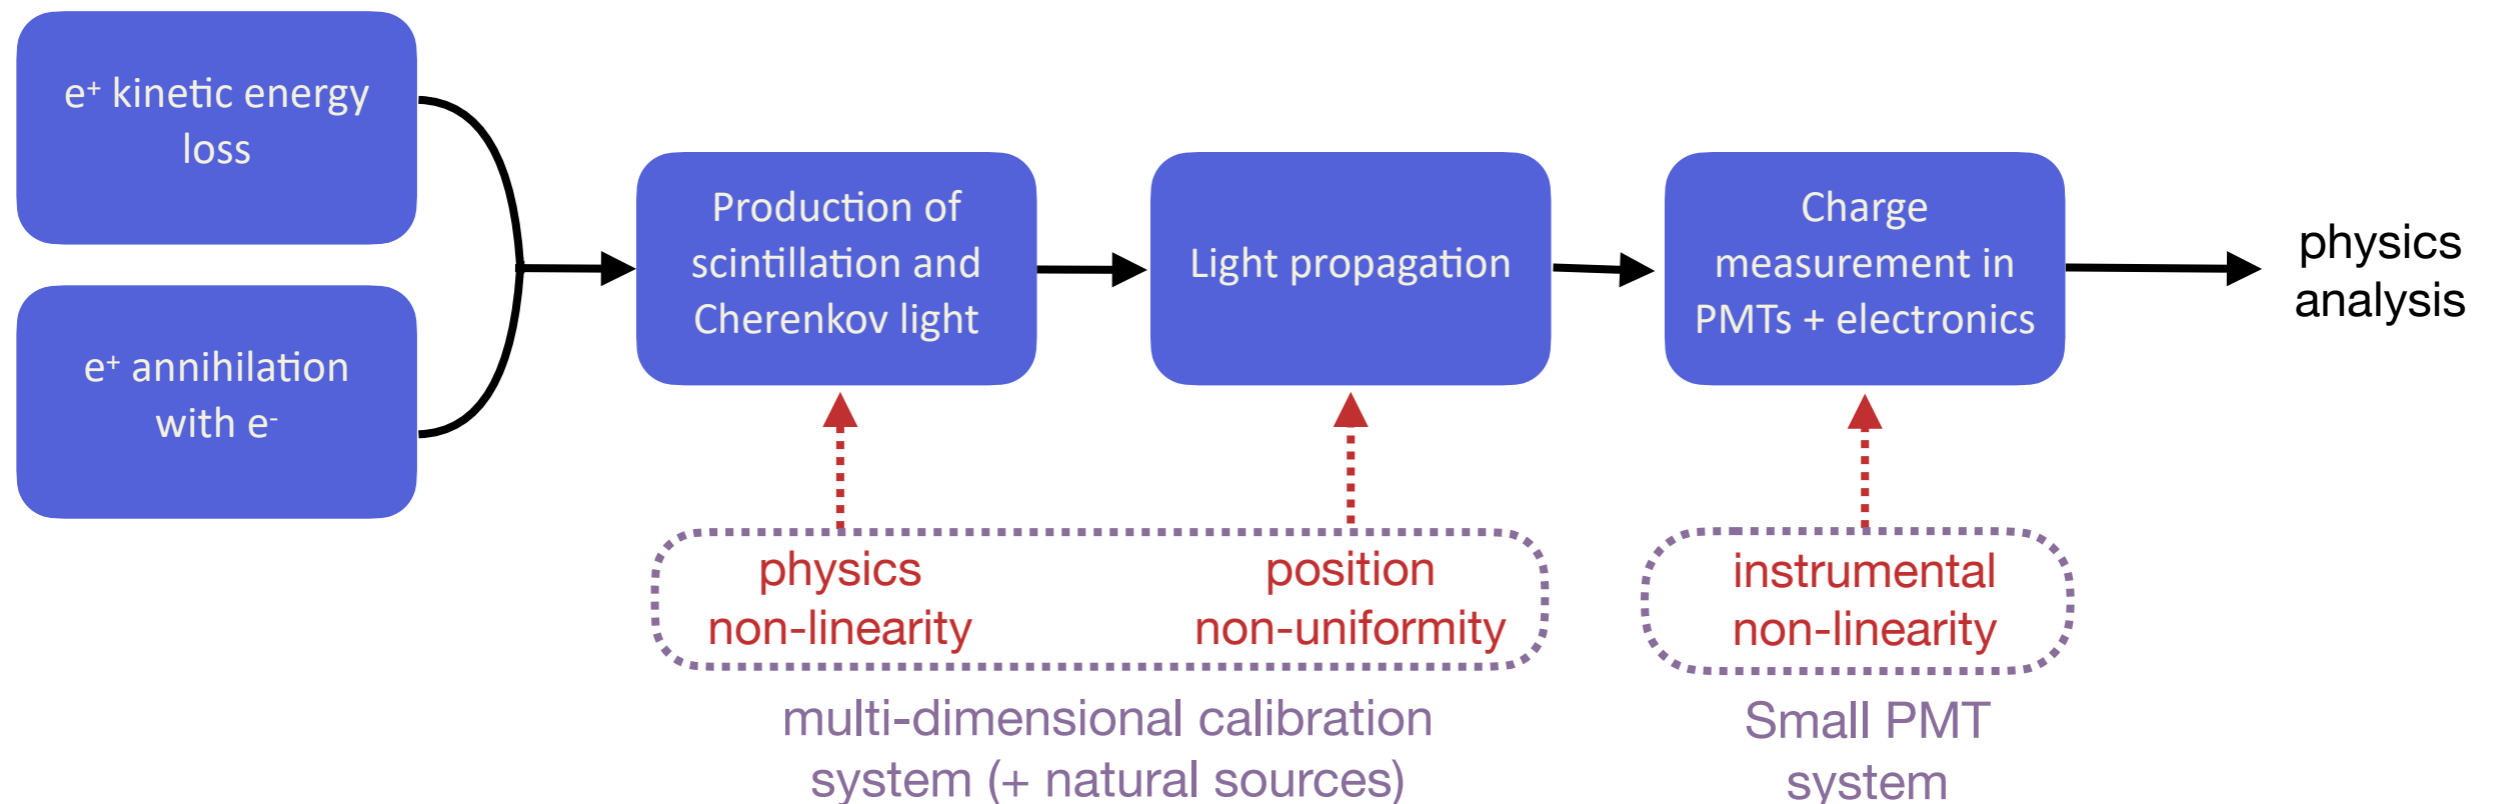 e⁺ kinetic energy
loss
e⁺ annihilation
with e⁻
Production of
scintillation and
Cherenkov light
Light propagation
Charge
measurement in
PMTs + electronics
physics
analysis
physics
non-linearity
position
non-uniformity
instrumental
non-linearity
multi-dimensional calibration
system (+ natural sources)
Small PMT
system